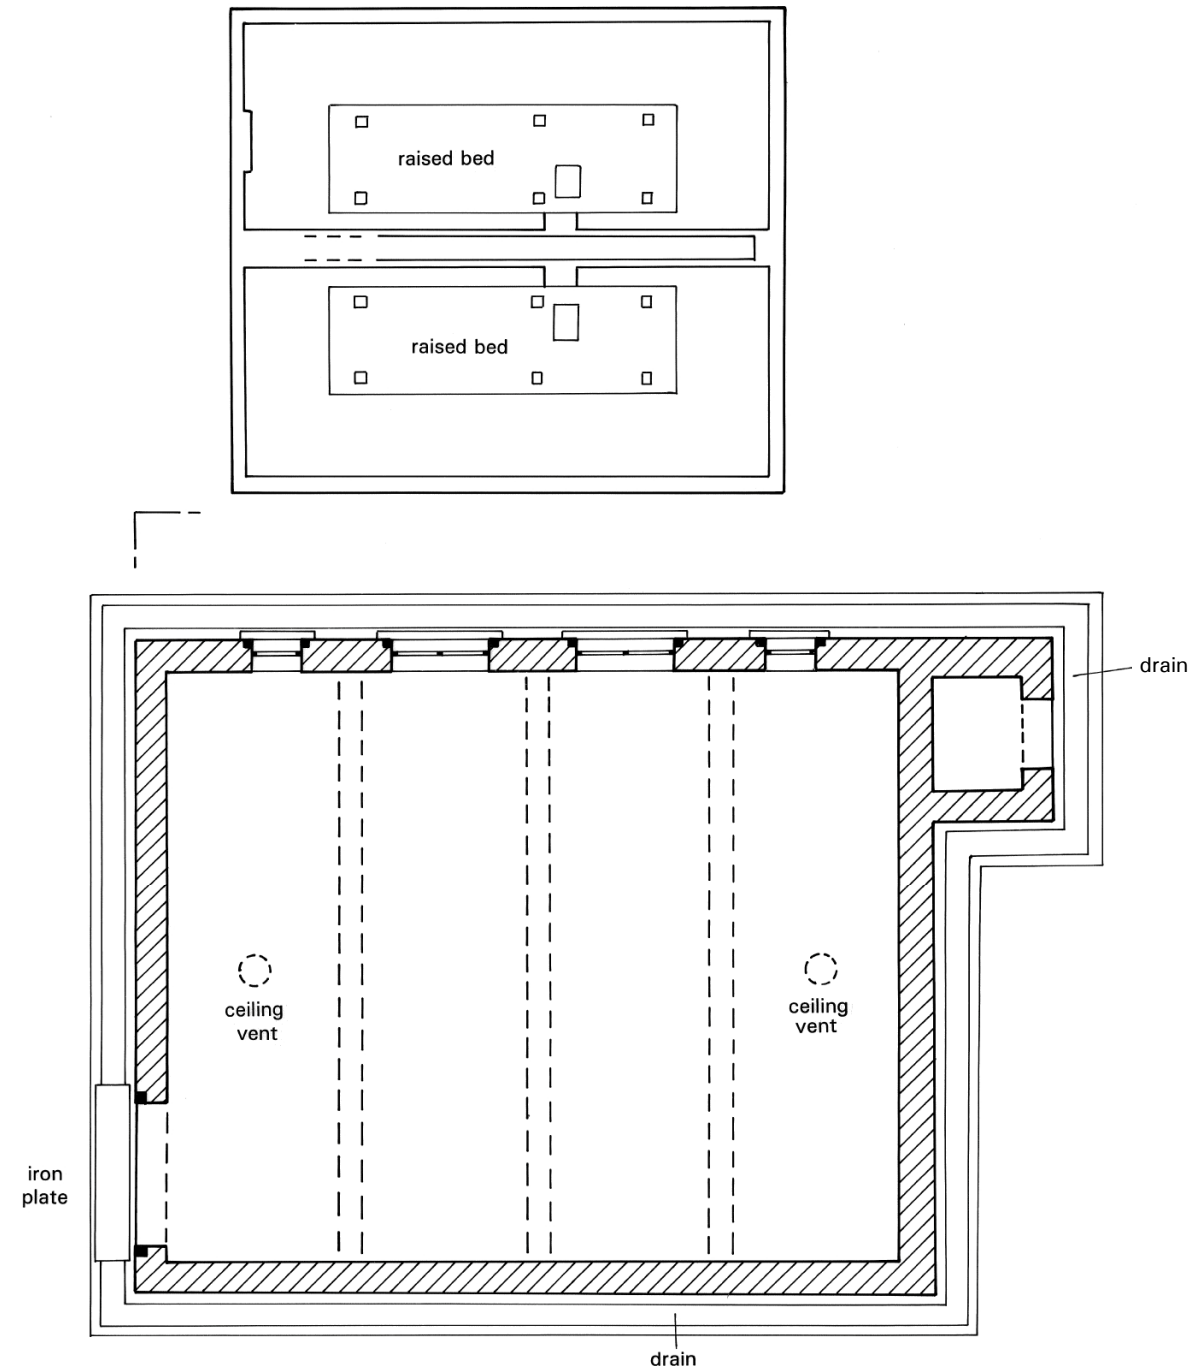 raised bed
raised bed
drain
ceiling
vent
ceiling
vent
iron
plate
drain